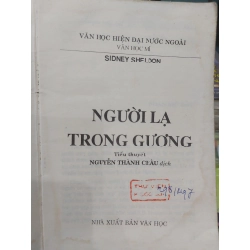 VĂN HỌC HIỆN ĐẠI NƯỚC NGOÀI
VĂN HỌC MĨ
SIDNEY SHELDON
NGƯỜI LẠ
TRONG GƯƠNG
Tiểu thuyết
NGUYỄN THÀNH CHÂU dịch
NHÀ XUẤT BẢN VĂN HỌC